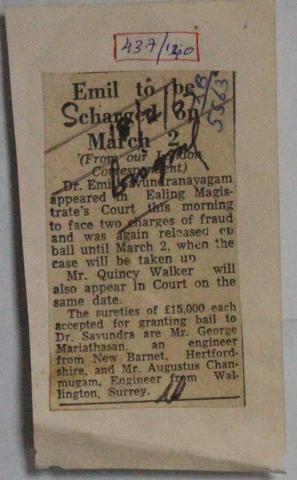 437/120
Emil to be
Scharged on
March 2
(From our London
Correspondent)
Dr. Emil Savundranayagam
appeared in Ealing Magis-
trate's Court this morning
to face two charges of fraud
and was again released on
bail until March 2, when the
case will be taken up
Mr. Quincy Walker will
also appear in Court on
the same date.
The sureties of £15,000 each
accepted for granting bail to
Dr. Savundra are Mr. George
Mariathasan, an engineer
from New Barnet, Hertford-
shire, and Mr. Augustus Chan-
mugam, Engineer from Wal-
lington, Surrey.